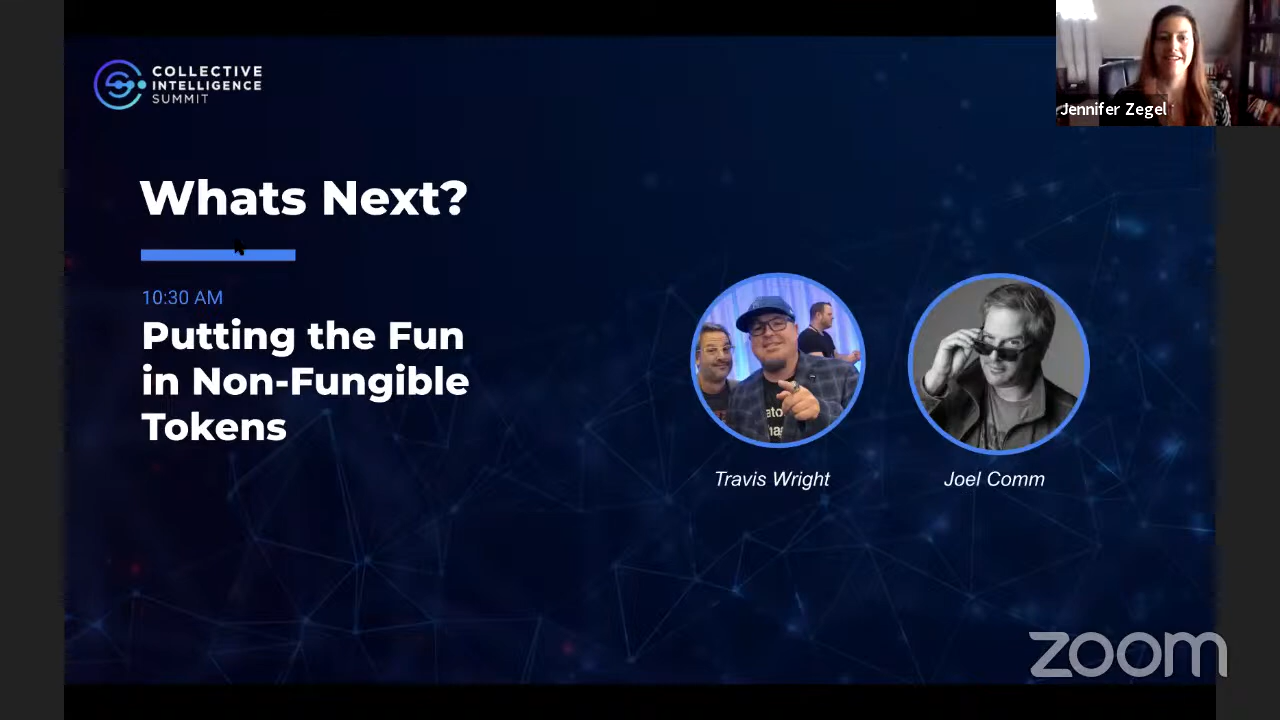 COLLECTIVE
INTELLIGENCE
SUMMIT
Jennifer Zegel
Whats Next?
10:30 AM
Putting the Fun
in Non-Fungible
Tokens
Travis Wright
Joel Comm
zoom